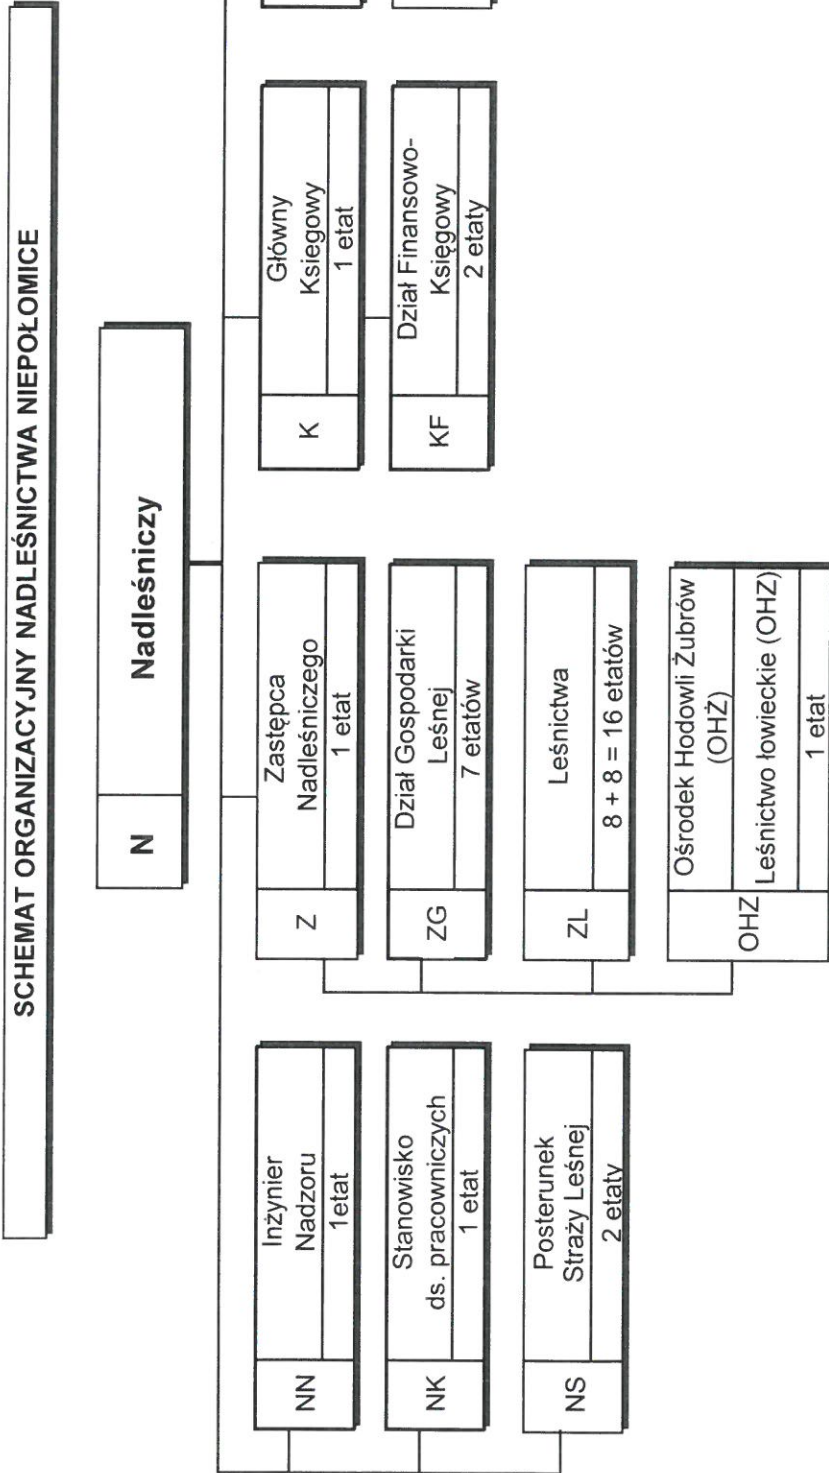 SCHEMAT ORGANIZACYJNY NADLEŚNICTWA NIEPOŁOMICE
N
Nadleśniczy
NN
Inżynier
Nadzoru
1etat
NK
Stanowisko
ds. pracowniczych
1 etat
NS
Posterunek
Straży Leśnej
2 etaty
Z
Zastępca
Nadleśniczego
1 etat
ZG
Dział Gospodarki
Leśnej
7 etatów
ZL
Leśnictwa
8 + 8 = 16 etatów
OHZ
Ośrodek Hodowli Żubrów
(OHŻ)
Leśnictwo łowieckie (OHZ)
1 etat
K
Główny
Ksiegowy
1 etat
KF
Dział Finansowo-
Księgowy
2 etaty